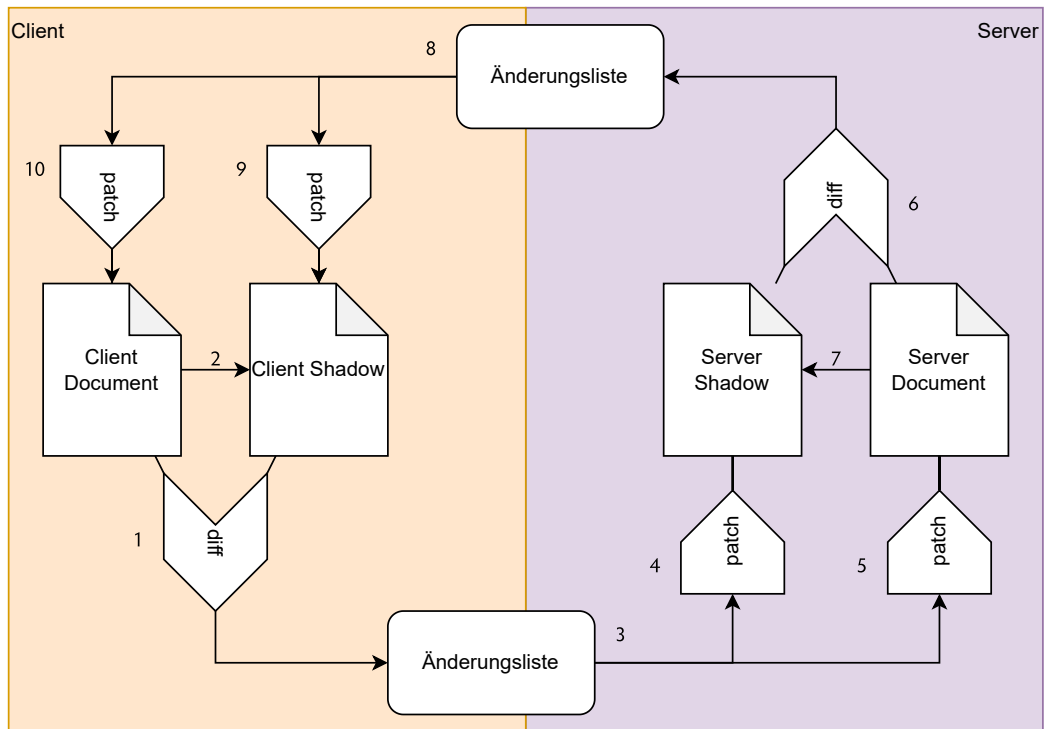 Client
Server
8
Änderungsliste
10
patch
9
patch
diff
6
Client
Document
2
Client Shadow
Server
Shadow
7
Server
Document
1
diff
4
patch
5
patch
3
Änderungsliste